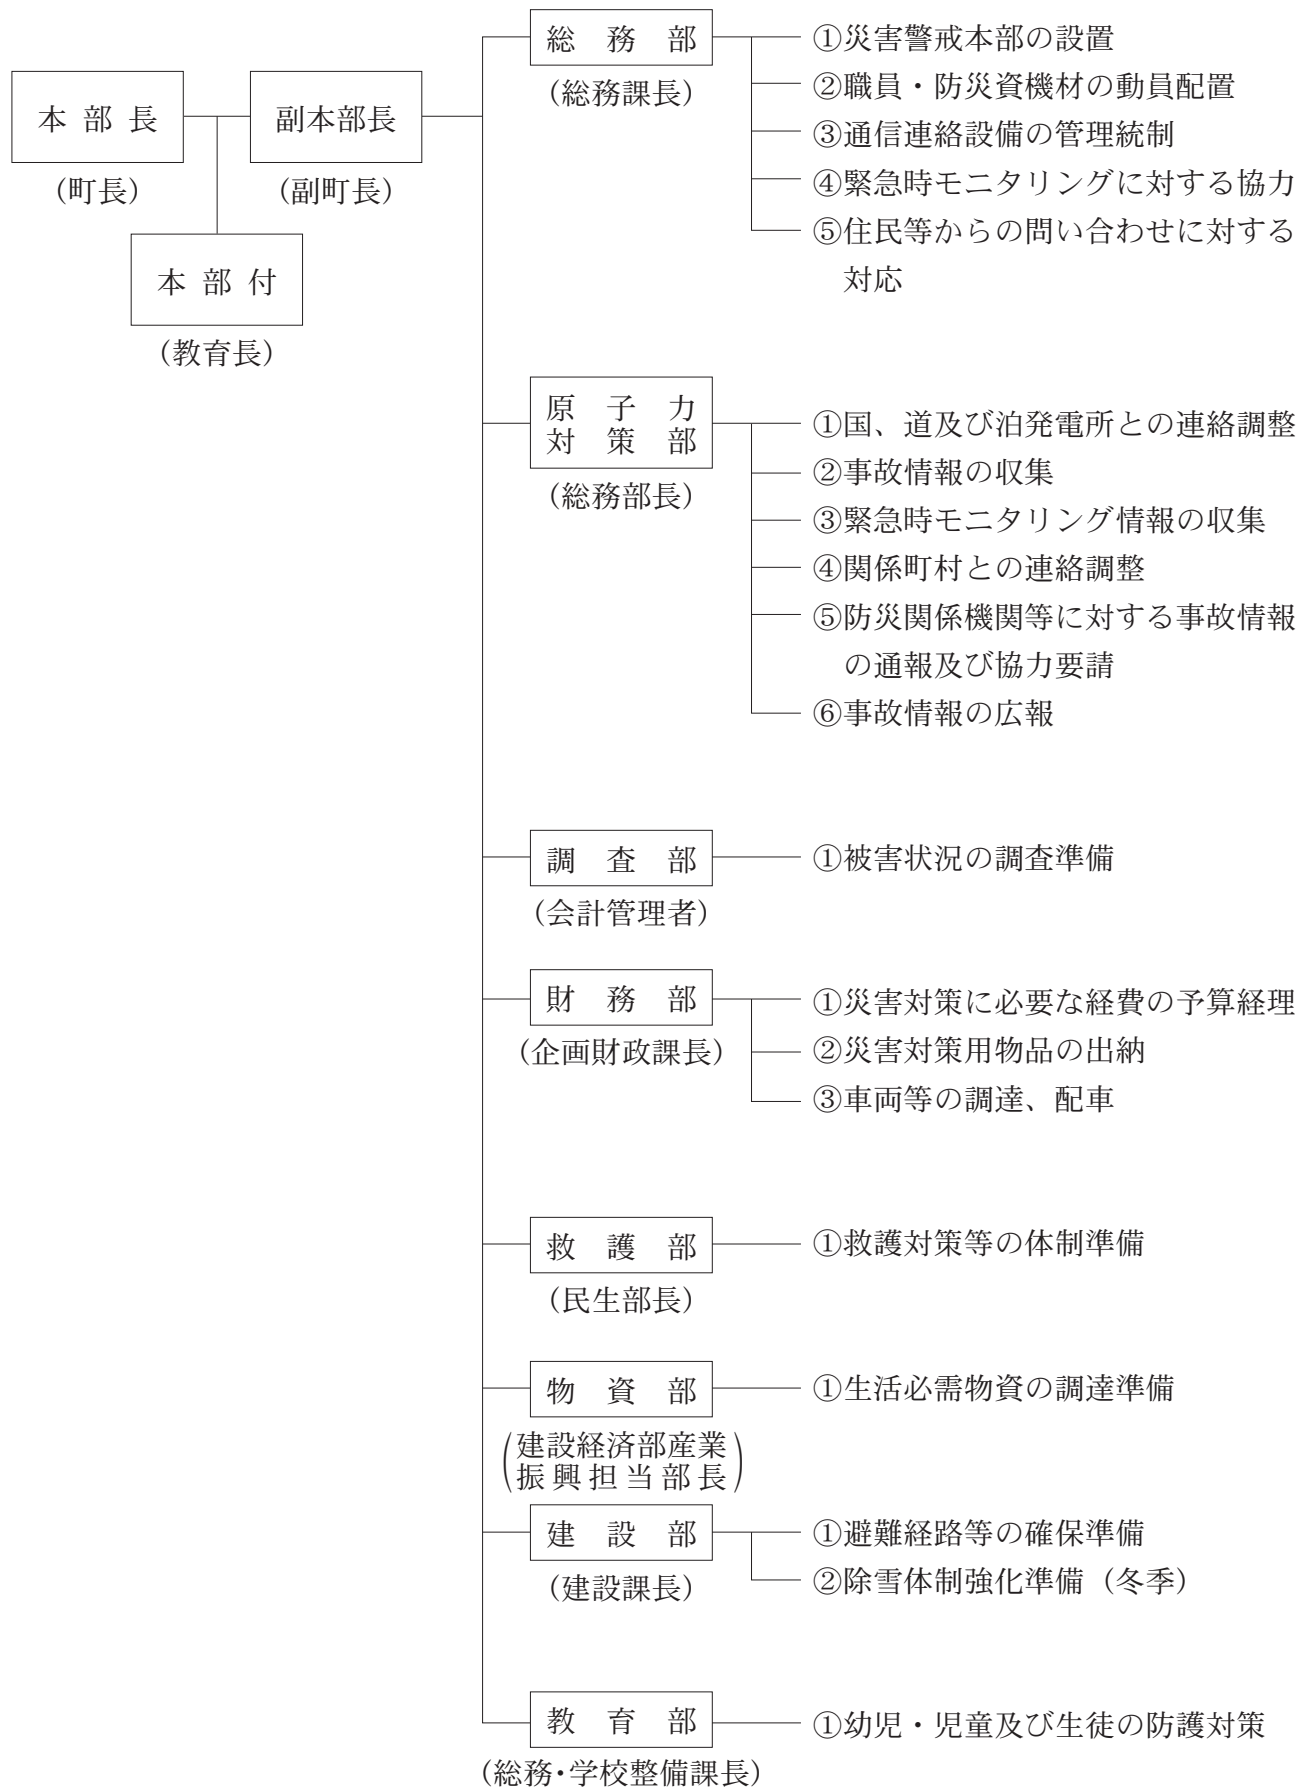 本部長
(町長)
副本部長
(副町長)
本部付
(教育長)
総務部
(総務課長)
①災害警戒本部の設置
②職員・防災資機材の動員配置
③通信連絡設備の管理統制
④緊急時モニタリングに対する協力
⑤住民等からの問い合わせに対する
対応
原子力
対策部
(総務部長)
①国、道及び泊発電所との連絡調整
②事故情報の収集
③緊急時モニタリング情報の収集
④関係町村との連絡調整
⑤防災関係機関等に対する事故情報
の通報及び協力要請
⑥事故情報の広報
調査部
(会計管理者)
①被害状況の調査準備
財務部
(企画財政課長)
①災害対策に必要な経費の予算経理
②災害対策用物品の出納
③車両等の調達、配車
救護部
(民生部長)
①救護対策等の体制準備
物資部
(建設経済部産業
振興担当部長)
①生活必需物資の調達準備
建設部
(建設課長)
①避難経路等の確保準備
②除雪体制強化準備(冬季)
教育部
(総務・学校整備課長)
①幼児・児童及び生徒の防護対策